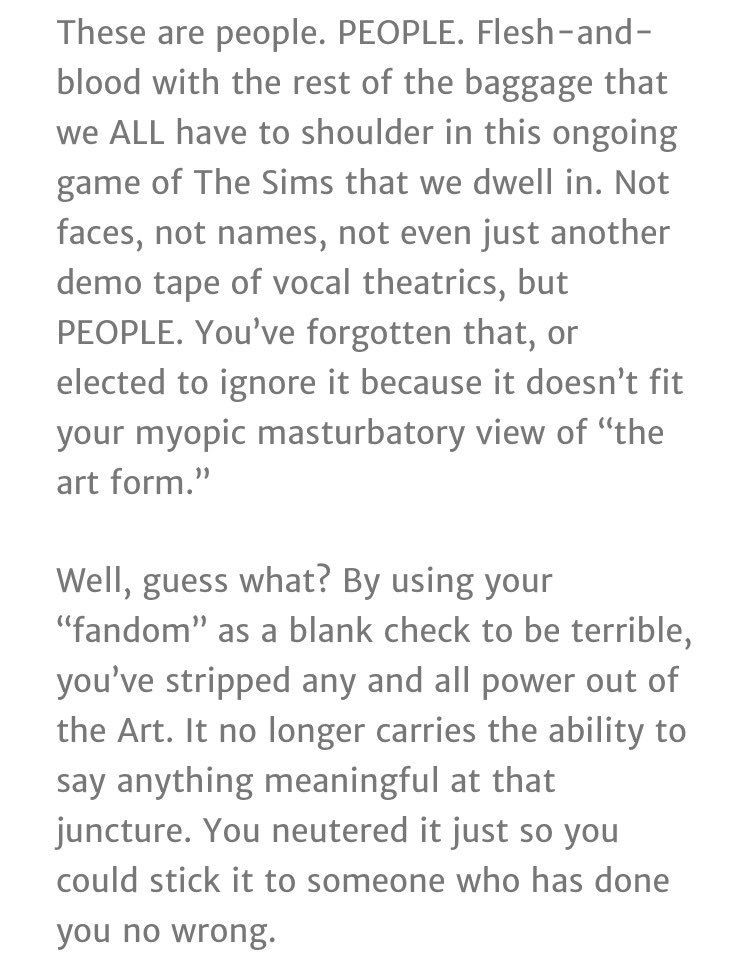 These are people. PEOPLE. Flesh-and-
blood with the rest of the baggage that
we ALL have to shoulder in this ongoing
game of The Sims that we dwell in. Not
faces, not names, not even just another
demo tape of vocal theatrics, but
PEOPLE. You’ve forgotten that, or
elected to ignore it because it doesn’t fit
your myopic masturbatory view of “the
art form.”
Well, guess what? By using your
“fandom” as a blank check to be terrible,
you’ve stripped any and all power out of
the Art. It no longer carries the ability to
say anything meaningful at that
juncture. You neutered it just so you
could stick it to someone who has done
you no wrong.